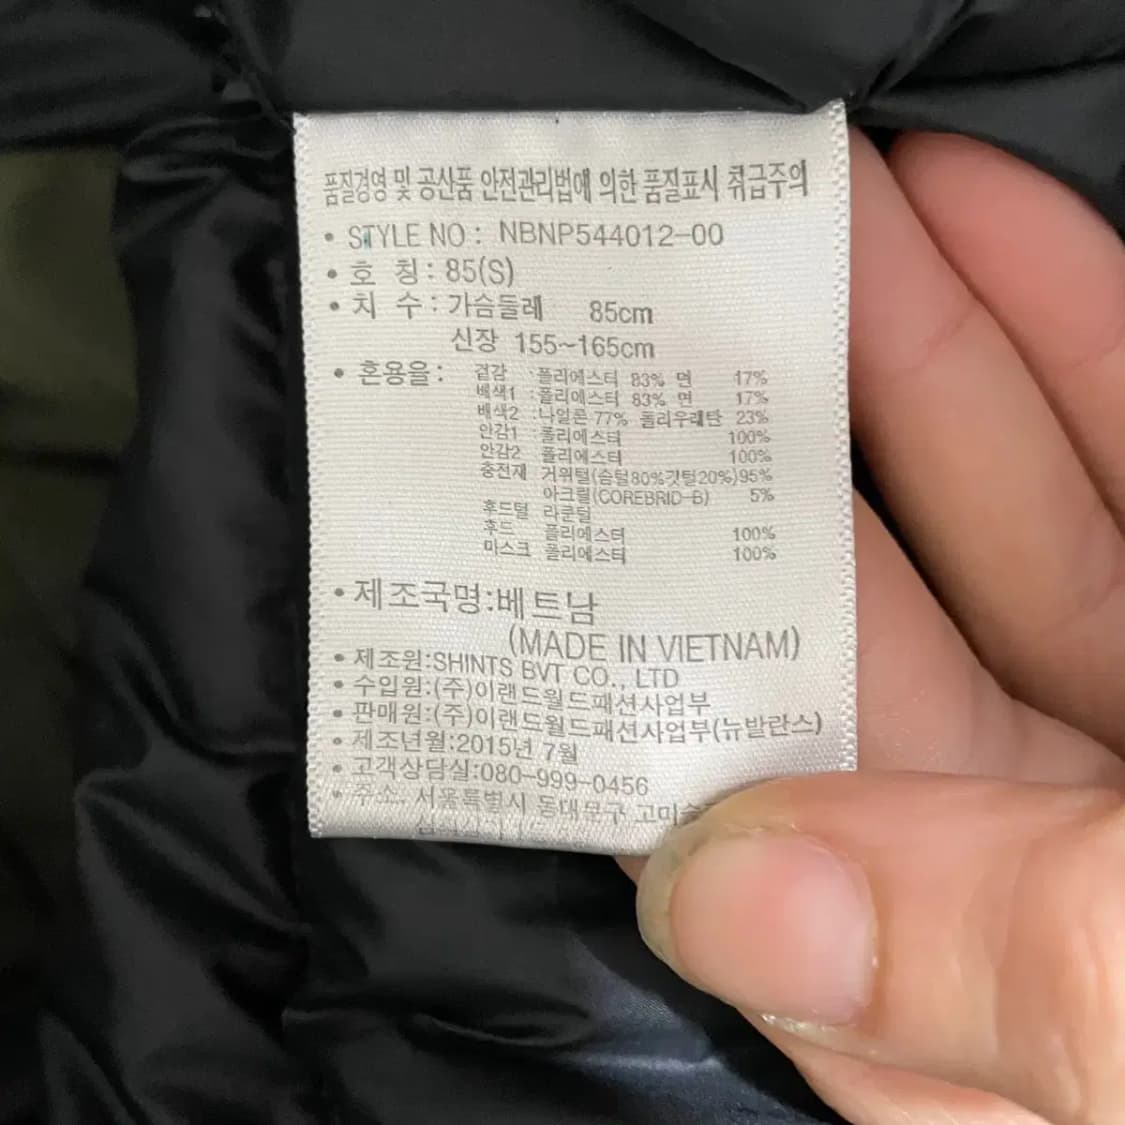 품질경영 및 공산품 안전관리법에 의한 품질표시 취급주의
• STYLE NO : NBNP544012-00
• 호 칭 : 85(S)
• 치 수 : 가슴둘레 85cm
신장 155~165cm
• 혼용율 : 겉감 : 폴리에스터 83% 면 17%
배색1 : 폴리에스터 83% 면 17%
배색2 : 나일론 77% 폴리우레탄 23%
안감1 : 폴리에스터 100%
안감2 : 폴리에스터 100%
충전재 거위털(솜털80%깃털20%)95%
아크릴(COREBRID-B) 5%
후드털 라쿤털
후드 폴리에스터 100%
마스크 폴리에스터 100%
• 제조국명:베트남
(MADE IN VIETNAM)
• 제조원:SHINTS BVT CO., LTD
• 수입원:(주)이랜드월드패션사업부
• 판매원:(주)이랜드월드패션사업부(뉴발란스)
• 제조년월:2015년 7월
• 고객상담실:080-999-0456
• 주소. 서울특별시 동대문구